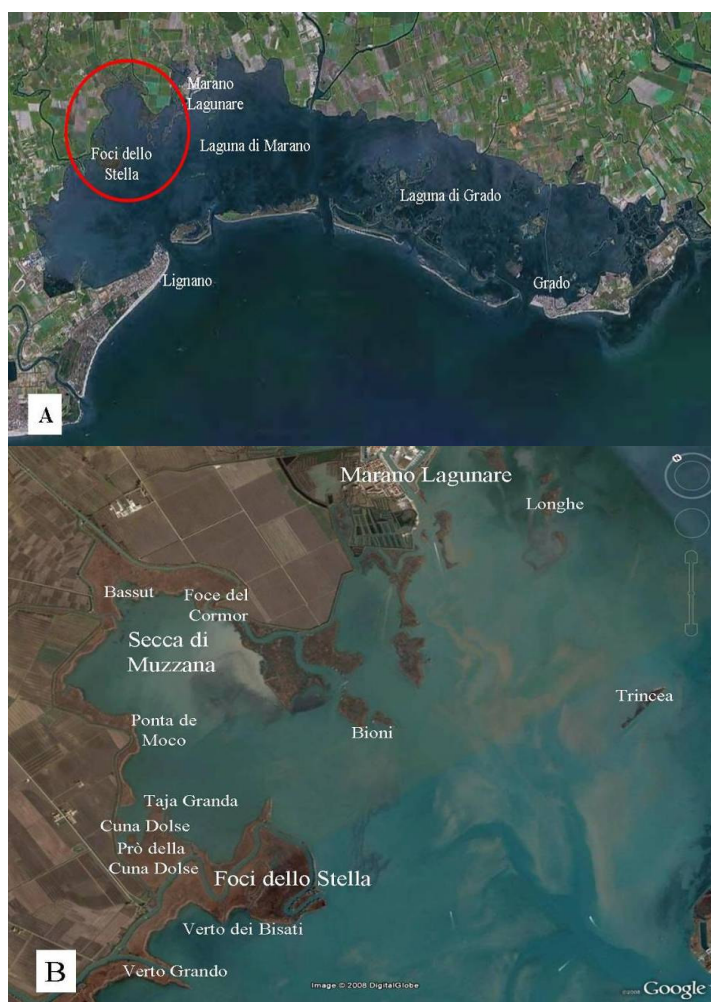 Marano
Lagunare
Foci dello
Stella
Laguna di Marano
Laguna di Grado
Lignano
Grado
A
Marano Lagunare
Longhe
Bassut
Foce del
Cormor
Secca di
Muzzana
Trincea
Ponta de
Moco
Bioni
Taja Granda
Cuna Dolse
Prò della
Cuna Dolse
Foci dello Stella
Verto dei Bisati
Verto Grando
B
Image © 2008 DigitalGlobe
©2008 Google